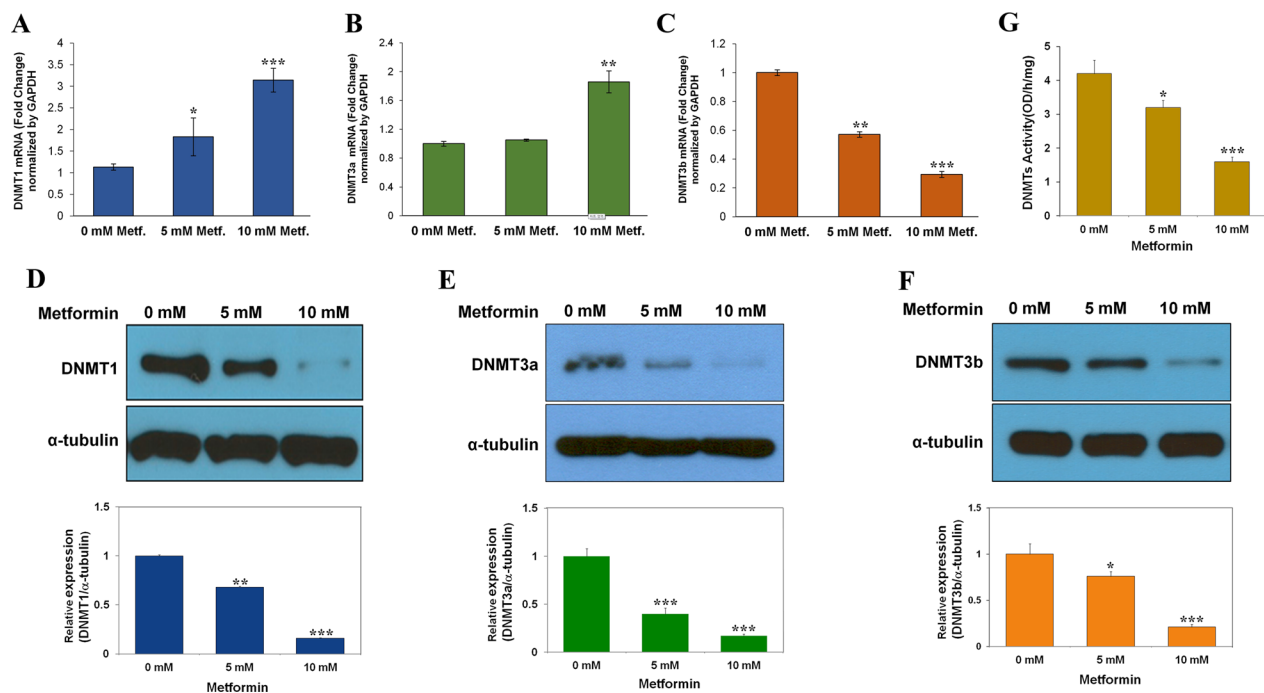 A
DNMT1 mRNA (Fold Change)
normalized by GAPDH
4
3.5
3
2.5
2
1.5
1
0.5
0
*
***
0 mM Metf. 5 mM Metf. 10 mM Metf.
B
DNMT3a mRNA (Fold Change)
normalized by GAPDH
2.4
2
1.6
1.2
0.8
0.4
0
**
0 mM Metf. 5 mM Metf. 10 mM Metf.
C
DNMT3b mRNA (Fold Change)
normalized by GAPDH
1.2
1
0.8
0.6
0.4
0.2
0
**
***
0 mM Metf. 5 mM Metf. 10 mM Metf.
G
DNMTs Activity(OD/h/mg)
6
5
4
3
2
1
0
*
***
0 mM 5 mM 10 mM
Metformin
D
Metformin 0 mM 5 mM 10 mM
DNMT1
α-tubulin
Relative expression
(DNMT1/α-tubulin)
1.5
1
0.5
0
**
***
0 mM 5 mM 10 mM
Metformin
E
Metformin 0 mM 5 mM 10 mM
DNMT3a
α-tubulin
Relative expression
(DNMT3a/α-tubulin)
1.5
1
0.5
0
***
***
0 mM 5 mM 10 mM
Metformin
F
Metformin 0 mM 5 mM 10 mM
DNMT3b
α-tubulin
Relative expression
(DNMT3b/α-tubulin)
1.5
1
0.5
0
*
***
0 mM 5 mM 10 mM
Metformin